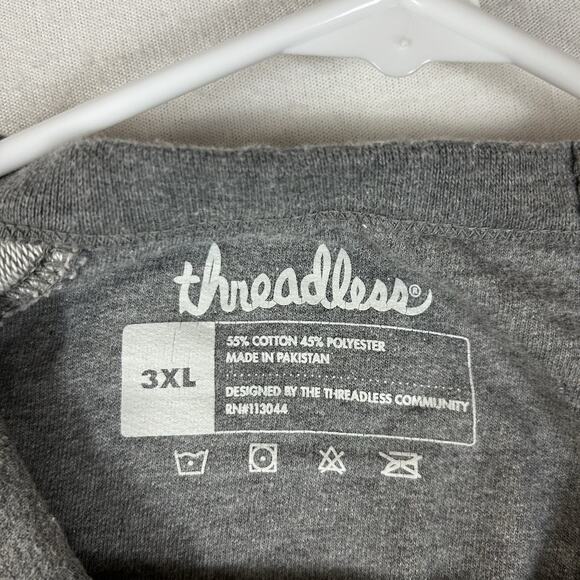 threadless®
3XL
55% COTTON 45% POLYESTER
MADE IN PAKISTAN
DESIGNED BY THE THREADLESS COMMUNITY
RN#113044